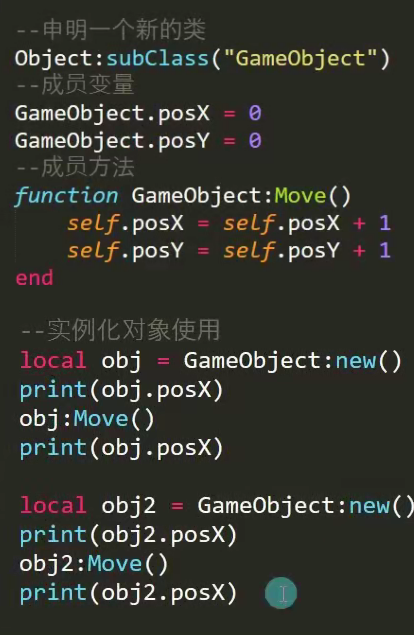 --申明一个新的类
Object:subClass("GameObject")
--成员变量
GameObject.posX = 0
GameObject.posY = 0
--成员方法
function GameObject:Move()
    self.posX = self.posX + 1
    self.posY = self.posY + 1
end
--实例化对象使用
local obj = GameObject:new()
print(obj.posX)
obj:Move()
print(obj.posX)
local obj2 = GameObject:new()
print(obj2.posX)
obj2:Move()
print(obj2.posX)